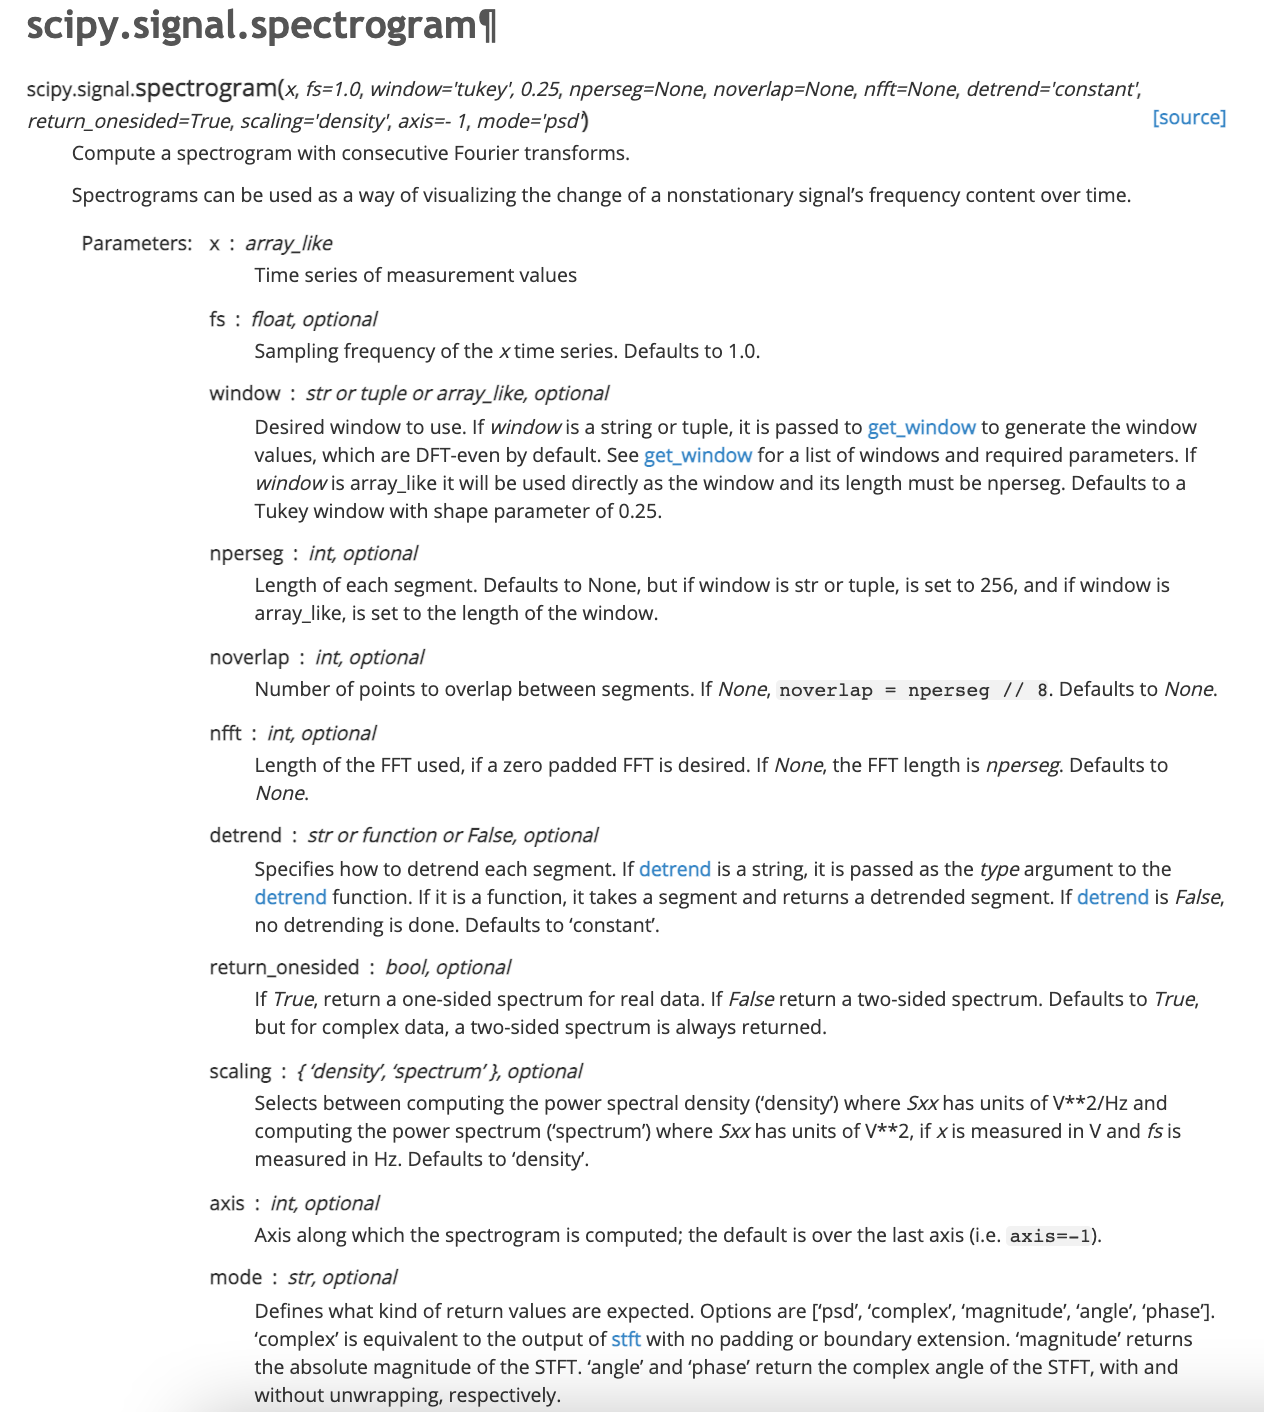 scipy.signal.spectrogram¶
scipy.signal.spectrogram(x, fs=1.0, window='tukey', 0.25, nperseg=None, noverlap=None, nfft=None, detrend='constant',
return_onesided=True, scaling='density', axis=- 1, mode='psd')
[source]
Compute a spectrogram with consecutive Fourier transforms.
Spectrograms can be used as a way of visualizing the change of a nonstationary signal’s frequency content over time.
Parameters: x : array_like
Time series of measurement values
fs : float, optional
Sampling frequency of the x time series. Defaults to 1.0.
window : str or tuple or array_like, optional
Desired window to use. If window is a string or tuple, it is passed to get_window to generate the window
values, which are DFT-even by default. See get_window for a list of windows and required parameters. If
window is array_like it will be used directly as the window and its length must be nperseg. Defaults to a
Tukey window with shape parameter of 0.25.
nperseg : int, optional
Length of each segment. Defaults to None, but if window is str or tuple, is set to 256, and if window is
array_like, is set to the length of the window.
noverlap : int, optional
Number of points to overlap between segments. If None, noverlap = nperseg // 8. Defaults to None.
nfft : int, optional
Length of the FFT used, if a zero padded FFT is desired. If None, the FFT length is nperseg. Defaults to
None.
detrend : str or function or False, optional
Specifies how to detrend each segment. If detrend is a string, it is passed as the type argument to the
detrend function. If it is a function, it takes a segment and returns a detrended segment. If detrend is False,
no detrending is done. Defaults to ‘constant’.
return_onesided : bool, optional
If True, return a one-sided spectrum for real data. If False return a two-sided spectrum. Defaults to True,
but for complex data, a two-sided spectrum is always returned.
scaling : { ‘density’, ‘spectrum’ }, optional
Selects between computing the power spectral density (‘density’) where Sxx has units of V**2/Hz and
computing the power spectrum (‘spectrum’) where Sxx has units of V**2, if x is measured in V and fs is
measured in Hz. Defaults to ‘density’.
axis : int, optional
Axis along which the spectrogram is computed; the default is over the last axis (i.e. axis=-1).
mode : str, optional
Defines what kind of return values are expected. Options are [‘psd’, ‘complex’, ‘magnitude’, ‘angle’, ‘phase’].
‘complex’ is equivalent to the output of stft with no padding or boundary extension. ‘magnitude’ returns
the absolute magnitude of the STFT. ‘angle’ and ‘phase’ return the complex angle of the STFT, with and
without unwrapping, respectively.